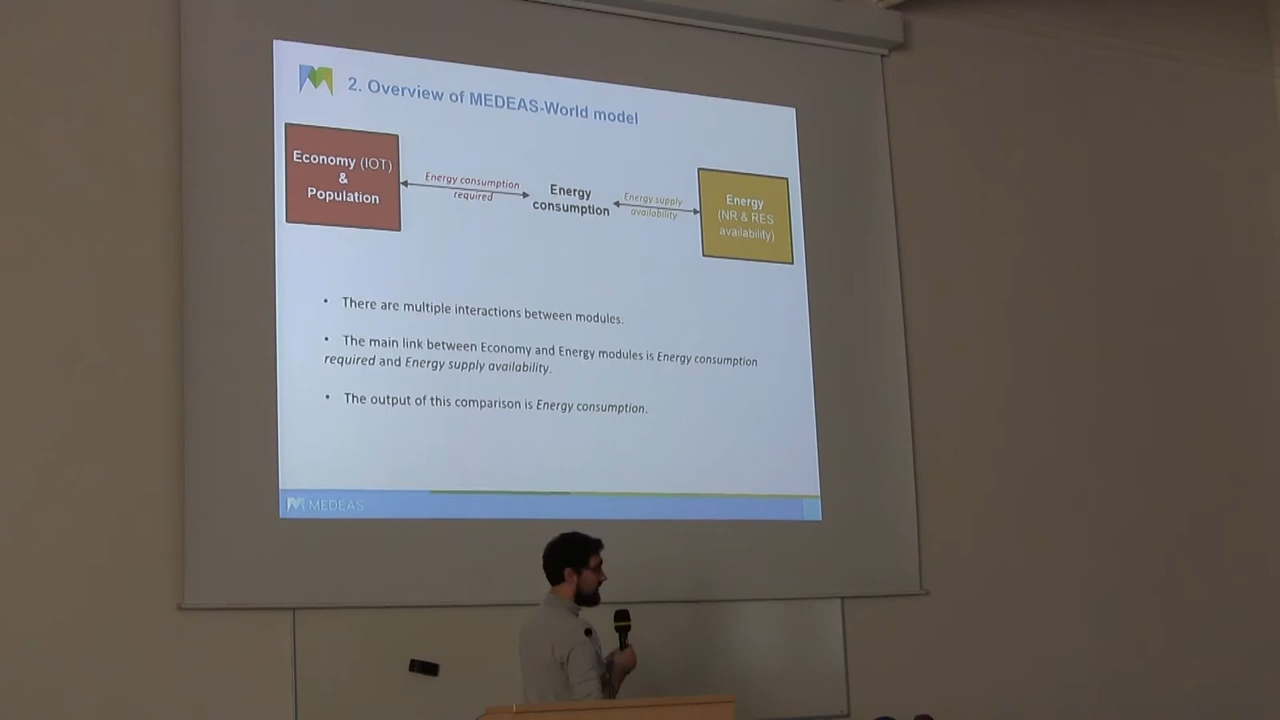 2. Overview of MEDEAS-World model
Economy (IOT)
&
Population
Energy consumption
required
Energy
consumption
Energy supply
availability
Energy
(NR & RES
availability)
• There are multiple interactions between modules.
• The main link between Economy and Energy modules is Energy consumption
required and Energy supply availability.
• The output of this comparison is Energy consumption.
MEDEAS